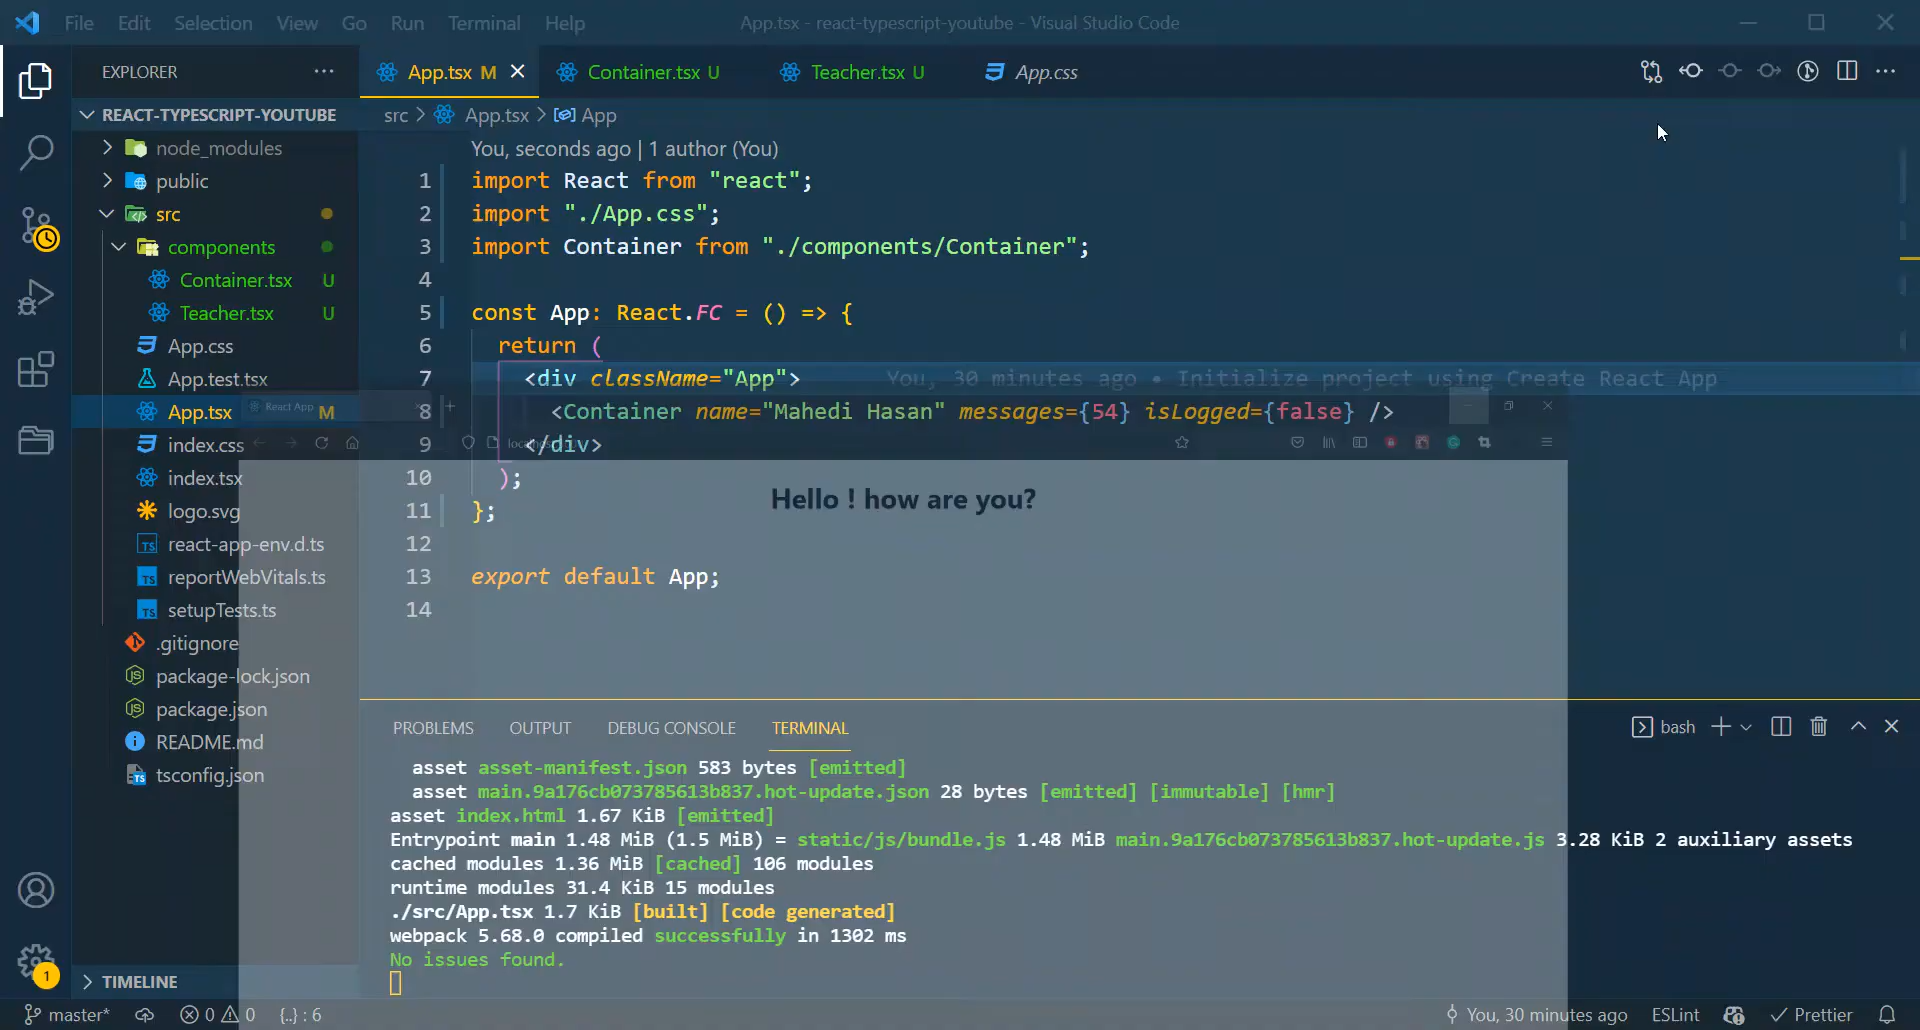 File Edit Selection View Go Run Terminal Help
App.tsx - react-typescript-youtube - Visual Studio Code
EXPLORER
App.tsx M
Container.tsx U
Teacher.tsx U
App.css
REACT-TYPESCRIPT-YOUTUBE
node_modules
public
src
components
Container.tsx U
Teacher.tsx U
App.css
App.test.tsx
App.tsx M
index.css
index.tsx
logo.svg
react-app-env.d.ts
reportWebVitals.ts
setupTests.ts
.gitignore
package-lock.json
package.json
README.md
tsconfig.json
TIMELINE
src > App.tsx > App
You, seconds ago | 1 author (You)
1 import React from "react";
2 import "./App.css";
3 import Container from "./components/Container";
4
5 const App: React.FC = () => {
6 return (
7 <div className="App"> You, 30 minutes ago • Initialize project using Create React App
8 <Container name="Mahedi Hasan" messages={54} isLogged={false} />
9 </div>
10 );
11 };
12
13 export default App;
14
React App
Hello ! how are you?
PROBLEMS OUTPUT DEBUG CONSOLE TERMINAL
bash
asset asset-manifest.json 583 bytes [emitted]
asset main.9a176cb073785613b837.hot-update.json 28 bytes [emitted] [immutable] [hmr]
asset index.html 1.67 KiB [emitted]
Entrypoint main 1.48 MiB (1.5 MiB) = static/js/bundle.js 1.48 MiB main.9a176cb073785613b837.hot-update.js 3.28 KiB 2 auxiliary assets
cached modules 1.36 MiB [cached] 106 modules
runtime modules 31.4 KiB 15 modules
./src/App.tsx 1.7 KiB [built] [code generated]
webpack 5.68.0 compiled successfully in 1302 ms
No issues found.
1
master* 0 0 {..} : 6
You, 30 minutes ago ESLint Prettier